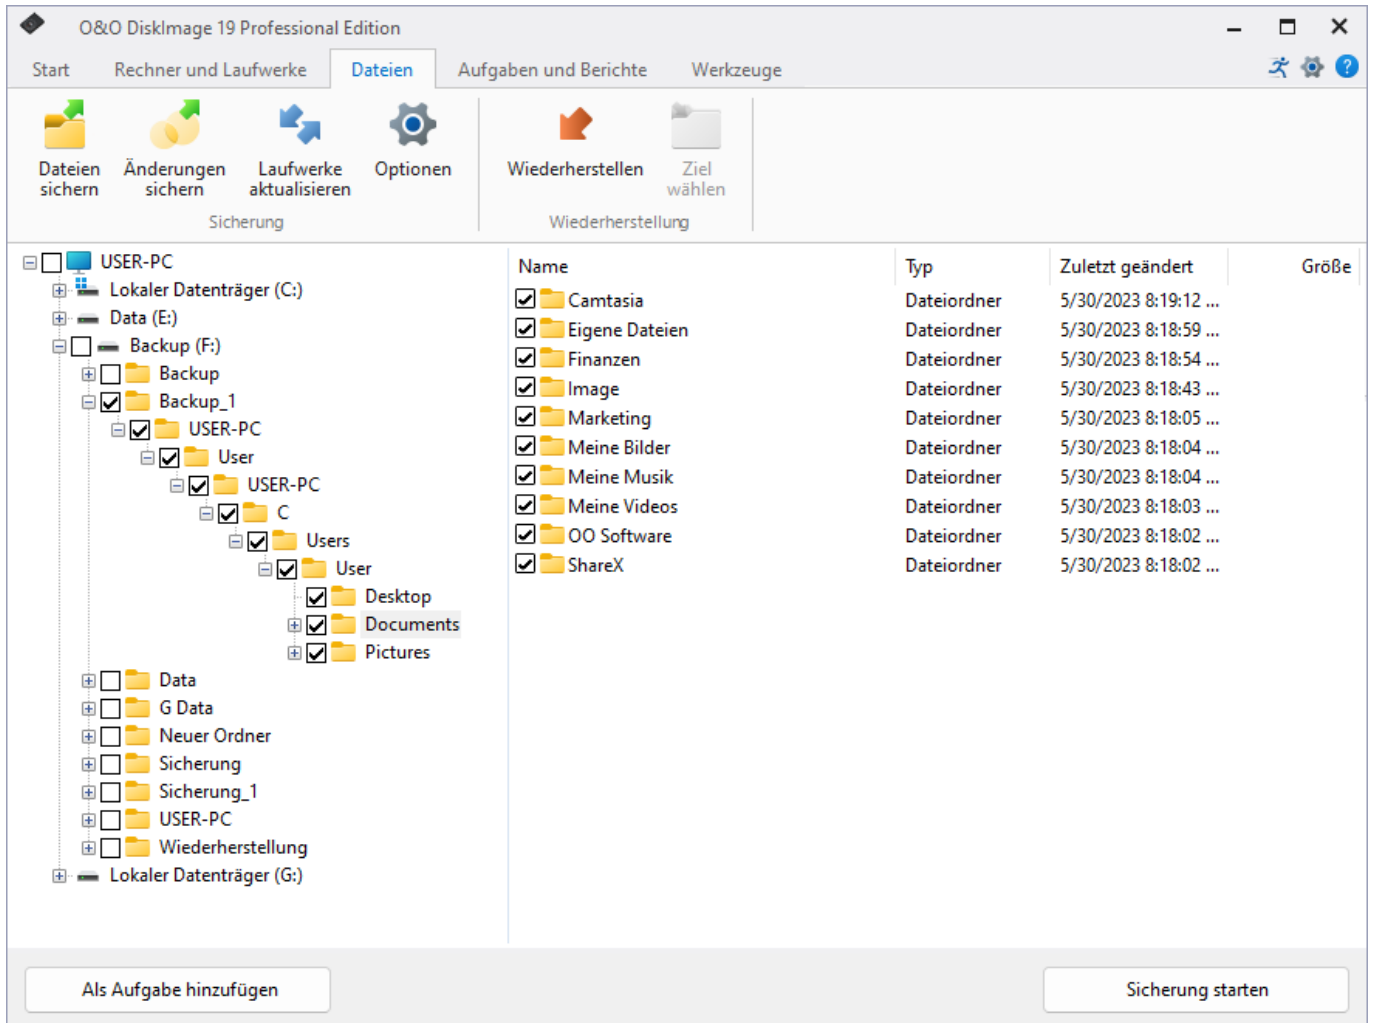 O&O DiskImage 19 Professional Edition
Start Rechner und Laufwerke Dateien Aufgaben und Berichte Werkzeuge
Dateien sichern
Änderungen sichern
Laufwerke aktualisieren
Optionen
Sicherung
Wiederherstellen
Ziel wählen
Wiederherstellung
USER-PC
Lokaler Datenträger (C:)
Data (E:)
Backup (F:)
Backup
Backup_1
USER-PC
User
USER-PC
C
Users
User
Desktop
Documents
Pictures
Data
G Data
Neuer Ordner
Sicherung
Sicherung_1
USER-PC
Wiederherstellung
Lokaler Datenträger (G:)
Name Typ Zuletzt geändert Größe
Camtasia Dateiordner 5/30/2023 8:19:12 ...
Eigene Dateien Dateiordner 5/30/2023 8:18:59 ...
Finanzen Dateiordner 5/30/2023 8:18:54 ...
Image Dateiordner 5/30/2023 8:18:43 ...
Marketing Dateiordner 5/30/2023 8:18:05 ...
Meine Bilder Dateiordner 5/30/2023 8:18:04 ...
Meine Musik Dateiordner 5/30/2023 8:18:04 ...
Meine Videos Dateiordner 5/30/2023 8:18:03 ...
OO Software Dateiordner 5/30/2023 8:18:02 ...
ShareX Dateiordner 5/30/2023 8:18:02 ...
Als Aufgabe hinzufügen
Sicherung starten